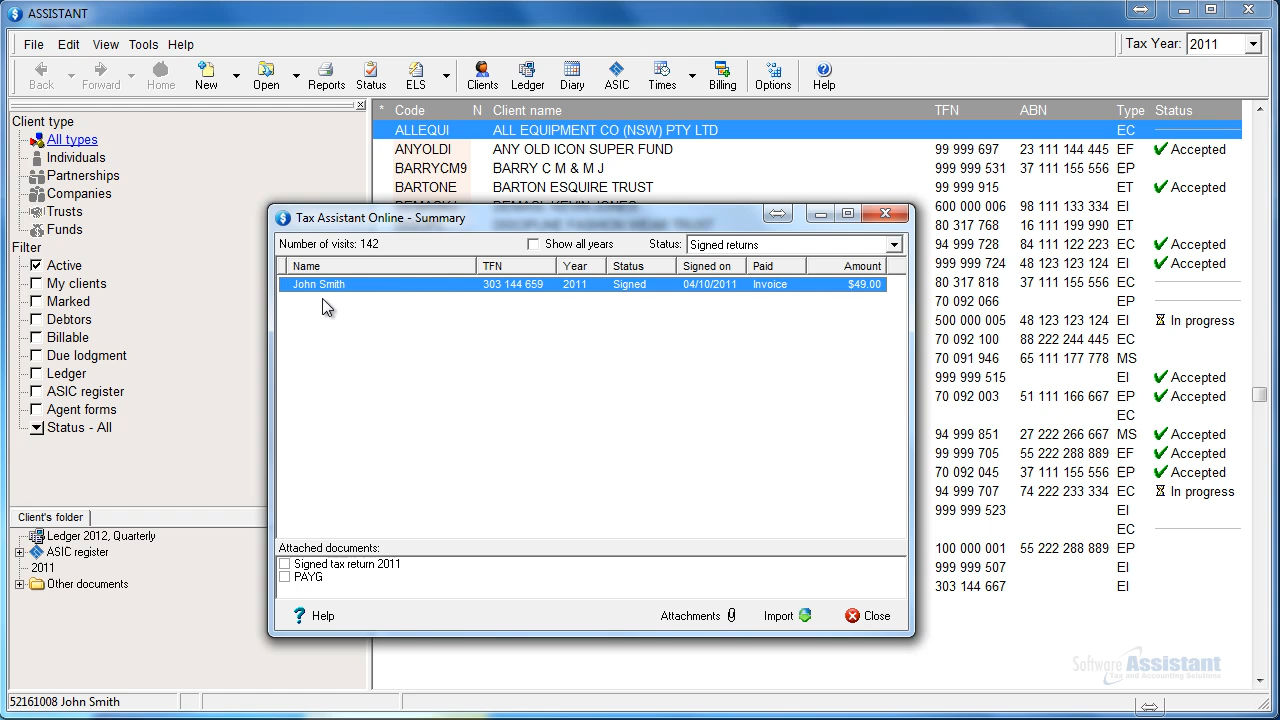 ASSISTANT
File Edit View Tools Help
Tax Year: 2011
Back Forward Home New Open Reports Status ELS Clients Ledger Diary ASIC Times Billing Options Help
Client type
All types
Individuals
Partnerships
Companies
Trusts
Funds
Filter
Active
My clients
Marked
Debtors
Billable
Due lodgment
Ledger
ASIC register
Agent forms
Status - All
Client's folder
Ledger 2012, Quarterly
ASIC register
2011
Other documents
* Code N Client name TFN ABN Type Status
ALLEQUI ALL EQUIPMENT CO (NSW) PTY LTD EC
ANYOLDI ANY OLD ICON SUPER FUND 99 999 697 23 111 144 445 EF Accepted
BARRYCM9 BARRY C M & M J 999 999 531 37 111 155 556 EP
BARTONE BARTON ESQUIRE TRUST 99 999 915 ET Accepted
600 000 006 98 111 133 334 EI
80 317 768 16 111 199 990 ET
94 999 728 84 111 122 223 EC Accepted
999 999 724 48 123 123 124 EI Accepted
80 317 818 37 111 155 556 EC
70 092 066 EP
500 000 005 48 123 123 124 EI In progress
70 092 100 88 222 244 445 EC
70 091 946 65 111 177 778 MS
999 999 515 EI Accepted
70 092 003 51 111 166 667 EP Accepted
EC
94 999 851 27 222 266 667 MS Accepted
99 999 705 55 222 288 889 EF Accepted
70 092 045 37 111 155 556 EP Accepted
94 999 707 74 222 233 334 EC In progress
999 999 523 EI
EC
100 000 001 55 222 288 889 EP
999 999 507 EI
303 144 667 EI
Tax Assistant Online - Summary
Number of visits: 142 Show all years Status: Signed returns
Name TFN Year Status Signed on Paid Amount
John Smith 303 144 659 2011 Signed 04/10/2011 Invoice $49.00
Attached documents:
Signed tax return 2011
PAYG
Help Attachments Import Close
Software Assistant
Tax and Accounting Solutions
52161008 John Smith